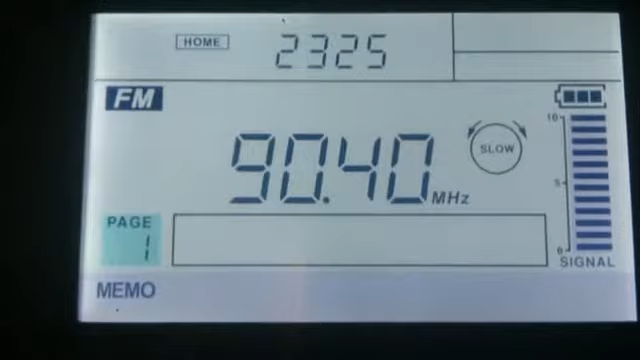 HOME 2325
FM
10
90.40 MHz
SLOW
5
PAGE
1
0
SIGNAL
MEMO